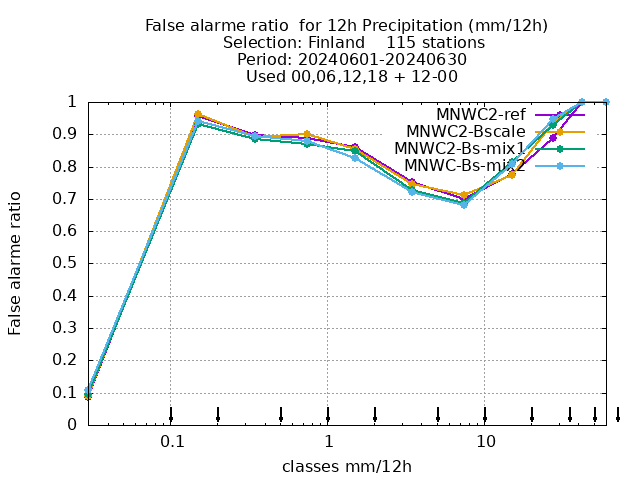 False alarme ratio  for 12h Precipitation (mm/12h)
Selection: Finland    115 stations
Period: 20240601-20240630
Used 00,06,12,18 + 12-00
False alarme ratio
1
0.9
0.8
0.7
0.6
0.5
0.4
0.3
0.2
0.1
0
MNWC2-ref
MNWC2-Bscale
MNWC2-Bs-mix1
MNWC-Bs-mix2
0.1
1
10
classes mm/12h